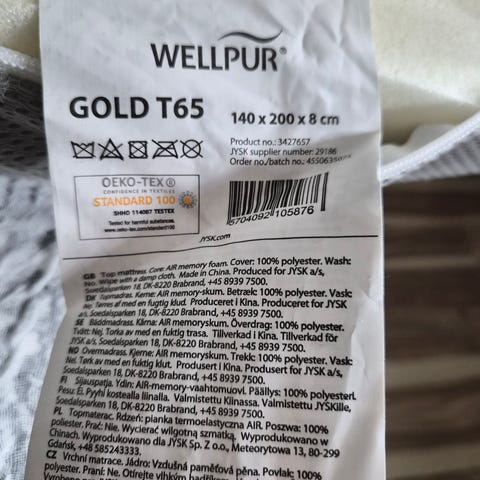 WELLPUR®
GOLD T65
140 x 200 x 8 cm
Product no.: 3427657
JYSK supplier number: 29186
Order no./batch no.: 4550635
OEKO-TEX®
CONFIDENCE IN TEXTILES
STANDARD 100
SHHO 114087 TESTEX
Tested for harmful substances.
www.oeko-tex.com/standard100
5704092105876
JYSK.com
GB Top mattress. Core: AIR memory foam. Cover: 100% polyester. Wash:
No. Wipe with a damp cloth. Made in China. Produced for JYSK a/s,
Soedalsparken 18, DK-8220 Brabrand, +45 8939 7500.
DK Topmadras. Kerne: AIR memoryskum. Betræk: 100% polyester. Vask:
Nej. Tørres af med fugtig klud. Produceret i Kina. Produceret for JYSK
a/s, Soedalsparken 18, DK-8220 Brabrand, +45 8939 7500.
SE Bäddmadrass. Kärna: AIR memoryskum. Överdrag: 100% polyester.
Tvätt: Nej. Torka av med en fuktig trasa. Tillverkad i Kina. Tillverkad för
JYSK a/s, Soedalsparken 18, DK-8220 Brabrand, +45 8939 7500.
NO Overmadrass. Kjerne: AIR memoryskum. Trekk: 100% polyester. Vask:
Nei. Tørk av med en fuktig klut. Produsert i Kina. Produsert for JYSK a/s,
Soedalsparken 18, DK-8220 Brabrand, +45 8939 7500.
FI Sijauspatja. Ydin: AIR-memory-vaahtomuovi. Päällys: 100% polyesteri.
Pesu: Ei. Pyyhi kostealla liinalla. Valmistettu Kiinassa. Valmistettu JYSKille,
Soedalsparken 18, DK-8220 Brabrand, +45 8939 7500.
PL Topmaterac. Rdzeń: pianka termoelastyczna AIR. Poszwa: 100%
polyester. Prać: Nie. Wycierać wilgotną szmatką. Wyprodukowano w
Chinach. Wyprodukowano dla JYSK Sp. Z o.o., Meteorytowa 13, 80-299
Gdańsk, +48 585243333.
CZ Vrchní matrace. Jádro: Vzdušná paměťová pěna. Povlak: 100%
polyester. Praní: Ne. Otírejte vlhkým